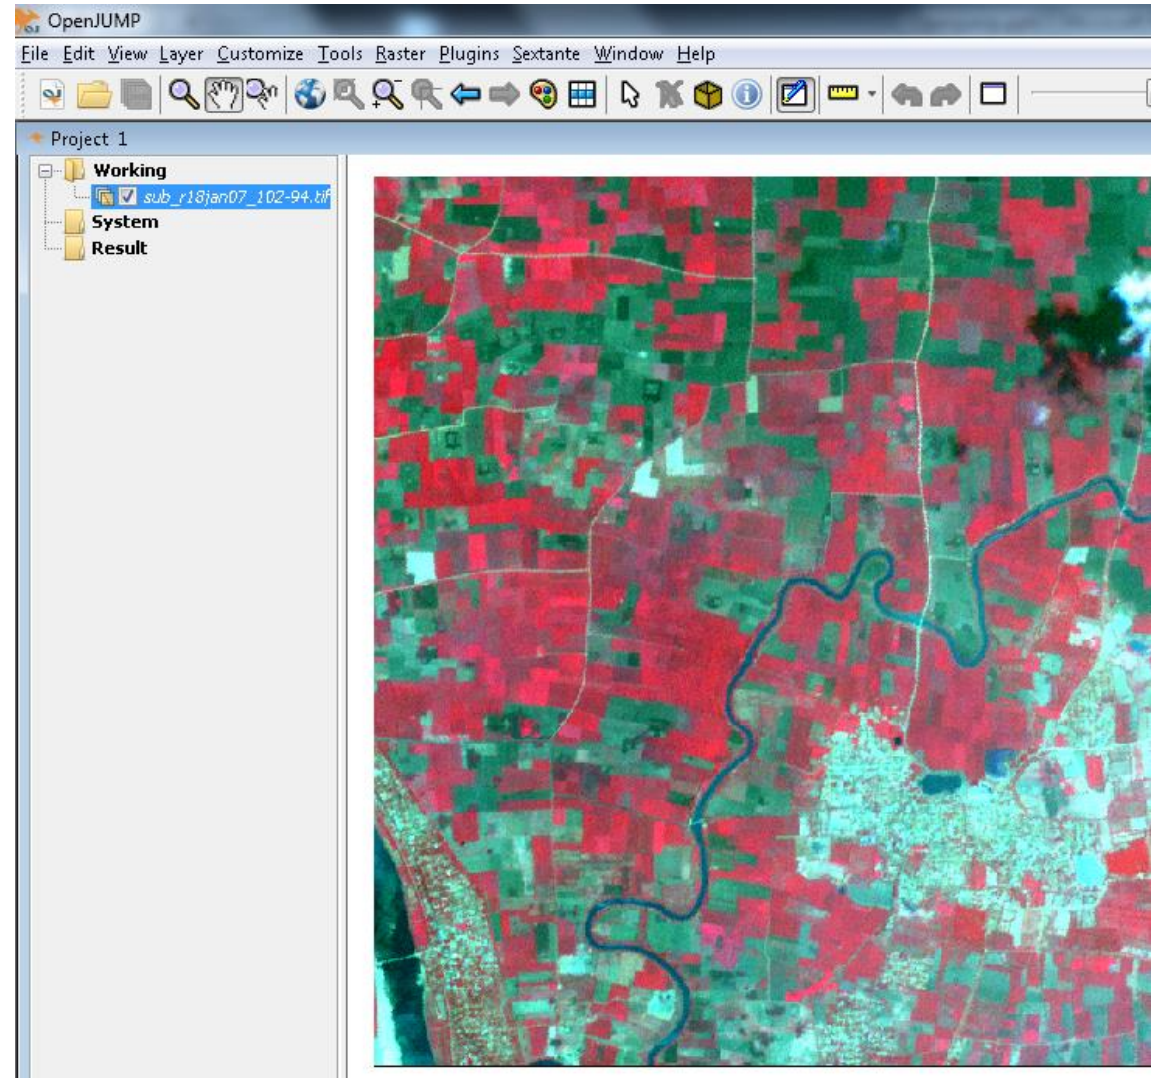 OpenJUMP
File Edit View Layer Customize Tools Raster Plugins Sextante Window Help
Project 1
Working
sub_r18jan07_102-94.tif
System
Result